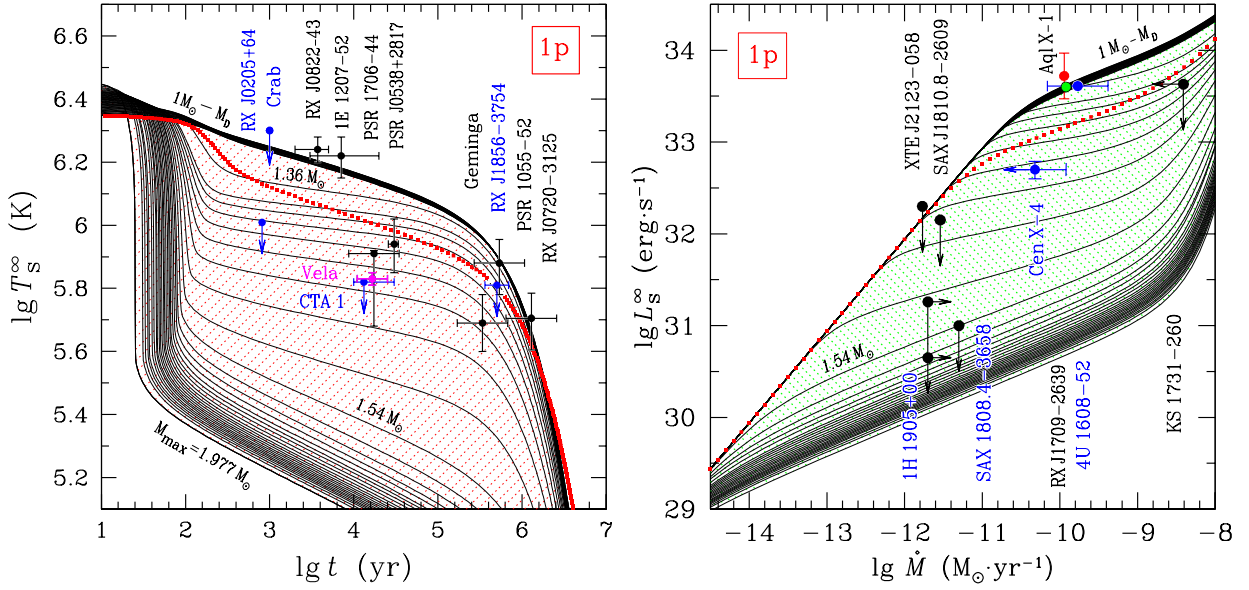 6.6
6.4
6.2
6
5.8
5.6
5.4
5.2
1
2
3
4
5
6
7
lg T_s^∞ (K)
lg t (yr)
1p
1 M⊙ − M_D
RX J0205+64
Crab
RX J0822-43
1E 1207-52
PSR 1706-44
PSR J0538+2817
1.36 M⊙
Geminga
RX J1856-3754
PSR 1055-52
RX J0720-3125
Vela
CTA 1
1.54 M⊙
M_max = 1.977 M⊙
34
33
32
31
30
29
−14
−13
−12
−11
−10
−9
−8
lg L_s^∞ (erg·s⁻¹)
lg Ṁ (M⊙·yr⁻¹)
1p
XTEJ2123-058
SAX J1810.8-2609
Aql X-1
1 M⊙ − M_D
Cen X-4
1.54 M⊙
1H 1905+00
SAX 1808.4-3658
RX J1709-2639
4U 1608-52
KS 1731-260